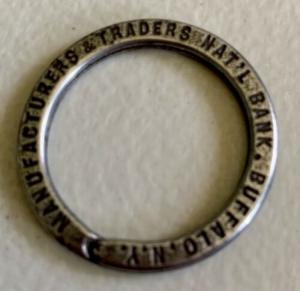 MANUFACTURERS & TRADERS NAT'L BANK. BUFFALO, N.Y.